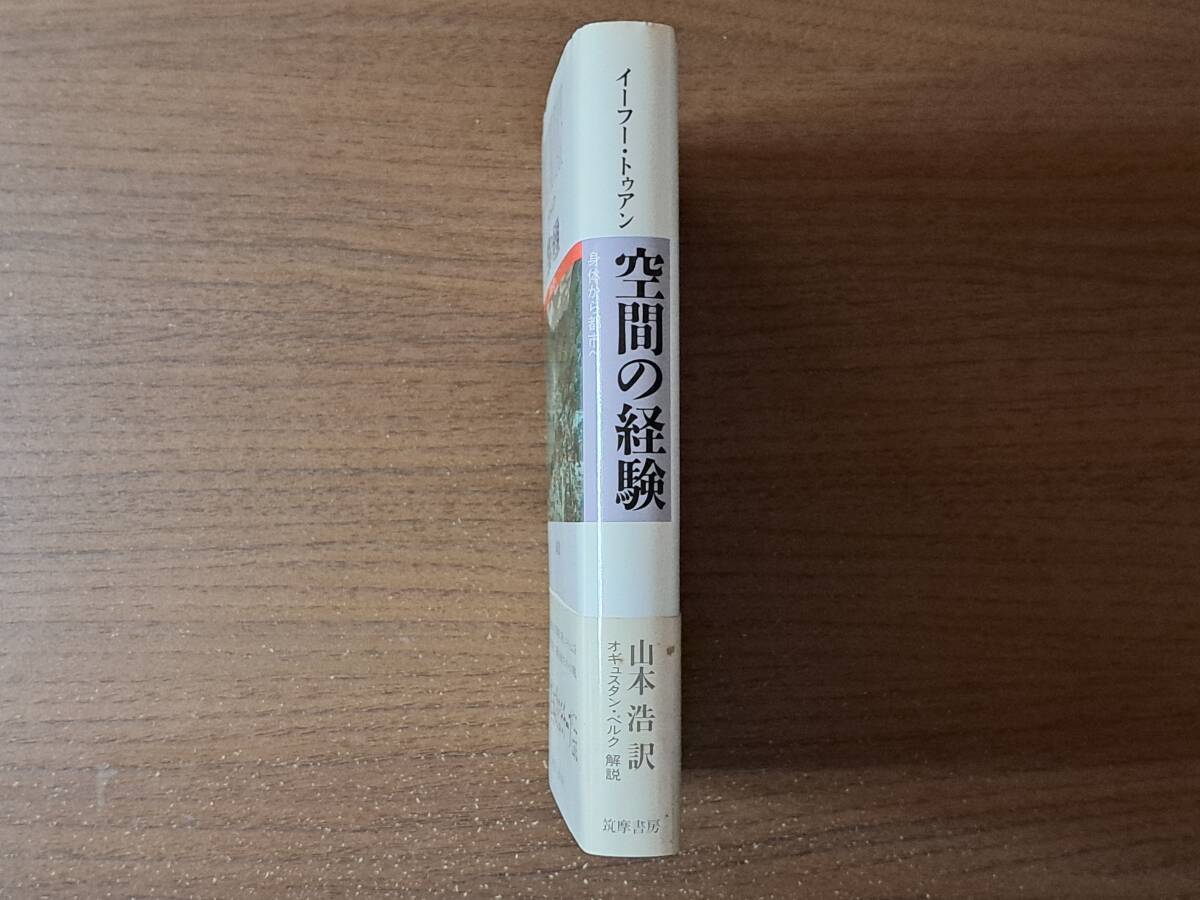 イーフー・トゥアン
空間の経験
身体から都市へ
山本 浩 訳
オギュスタン・ベルク 解説
筑摩書房